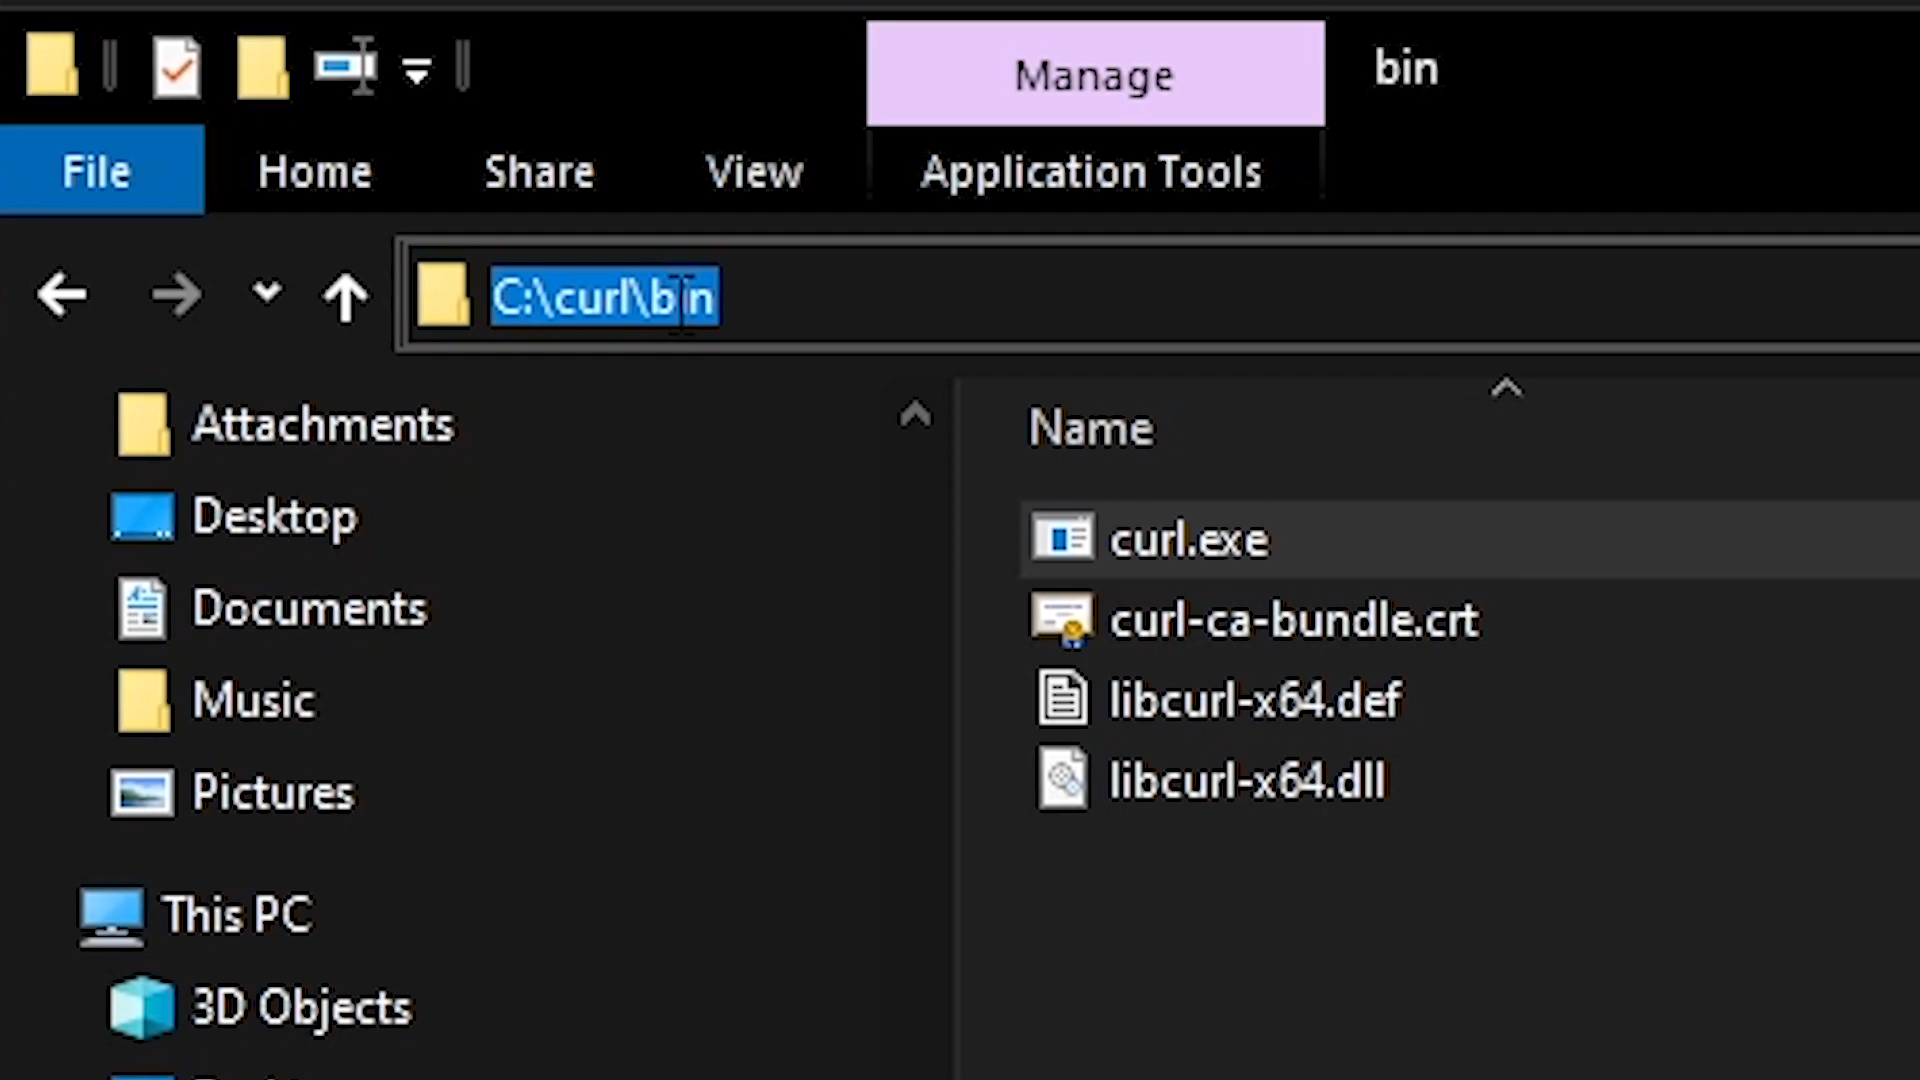 Manage
bin
File
Home
Share
View
Application Tools
C:\curl\bin
Attachments
Desktop
Documents
Music
Pictures
This PC
3D Objects
Name
curl.exe
curl-ca-bundle.crt
libcurl-x64.def
libcurl-x64.dll